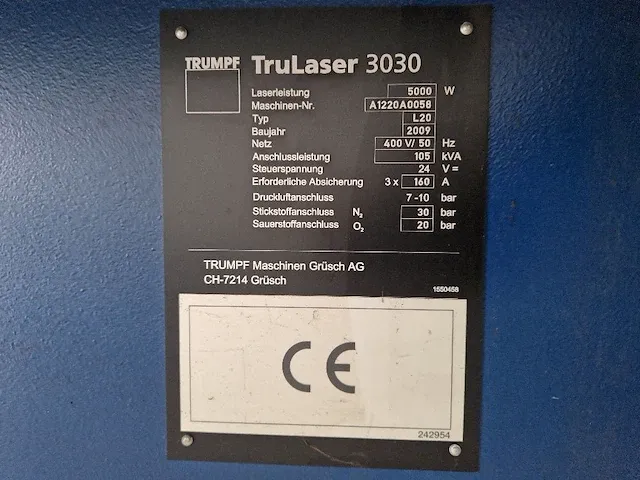 TRUMPF TruLaser 3030
Laserleistung 5000 W
Maschinen-Nr. A1220A0058
Typ L20
Baujahr 2009
Netz 400 V/ 50 Hz
Anschlussleistung 105 kVA
Steuerspannung 24 V =
Erforderliche Absicherung 3 x 160 A
Druckluftanschluss 7 -10 bar
Stickstoffanschluss N₂ 30 bar
Sauerstoffanschluss O₂ 20 bar
TRUMPF Maschinen Grüsch AG
CH-7214 Grüsch
1550458
CE
242954